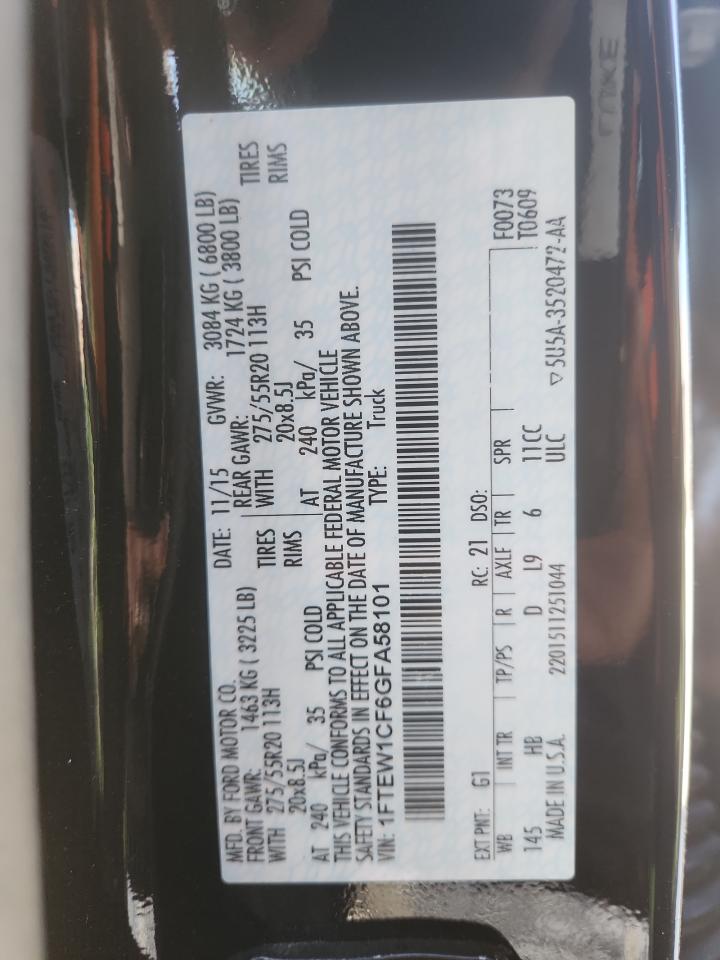 MFD. BY FORD MOTOR CO.
DATE: 11/15 GVWR: 3084 KG ( 6800 LB)
FRONT GAWR: 1463 KG ( 3225 LB)
REAR GAWR: 1724 KG ( 3800 LB)
WITH 275/55R20 113H TIRES
WITH 275/55R20 113H TIRES
20x8.5J RIMS
20x8.5J RIMS
AT 240 kPa/ 35 PSI COLD
AT 240 kPa/ 35 PSI COLD
THIS VEHICLE CONFORMS TO ALL APPLICABLE FEDERAL MOTOR VEHICLE
SAFETY STANDARDS IN EFFECT ON THE DATE OF MANUFACTURE SHOWN ABOVE.
VIN: 1FTEW1CF6GFA58101 TYPE: Truck
F0073
T0609
EXT PNT: G1 RC: 21 DSO:
WB INT TR TP/PS R AXLE TR SPR
145 HB D L9 6 11CC
ULC
MADE IN U.S.A. 2201511251044
▽5U5A-3520472-AA